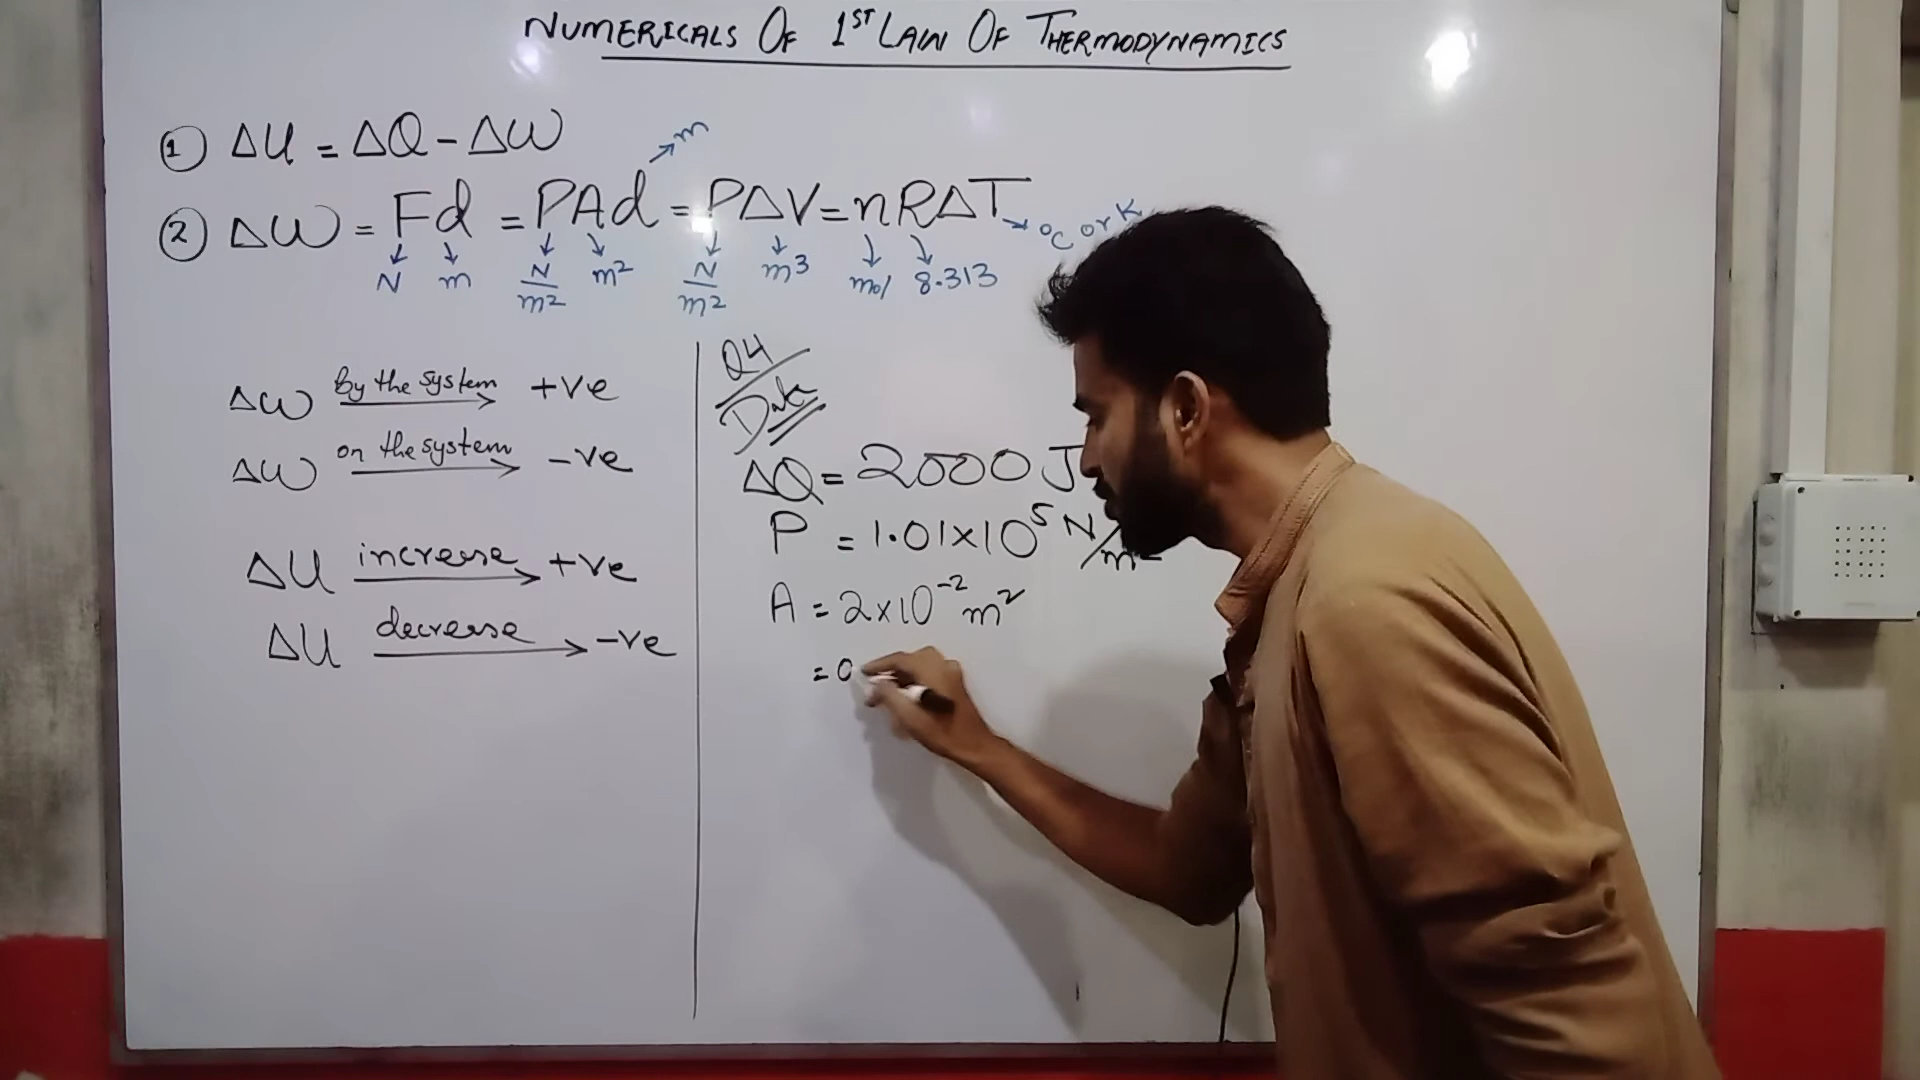 NUMERICALS OF 1ST LAW OF THERMODYNAMICS
① ΔU = ΔQ - ΔW
② ΔW = Fd = PAd = PΔV = nRΔT
→ m
→ °C or K
N m N/m² m² N/m² m³ mol 8.313
ΔW By the system → +ve
ΔW on the system → -ve
ΔU increase → +ve
ΔU decrease → -ve
Q4
Data
ΔQ = 2000 J
P = 1.01×10⁵ N/m²
A = 2×10⁻² m²
= 0